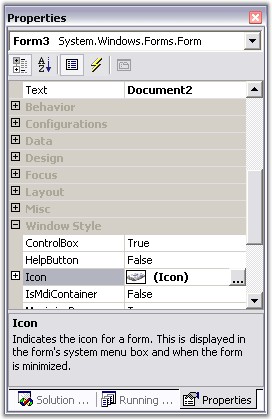 Properties
Form3 System.Windows.Forms.Form
Text Document2
Behavior
Configurations
Data
Design
Focus
Layout
Misc
Window Style
ControlBox True
HelpButton False
Icon (Icon) ...
IsMdiContainer False
Icon
Indicates the icon for a form. This is displayed
in the form's system menu box and when the form
is minimized.
Solution ... Running ... Properties